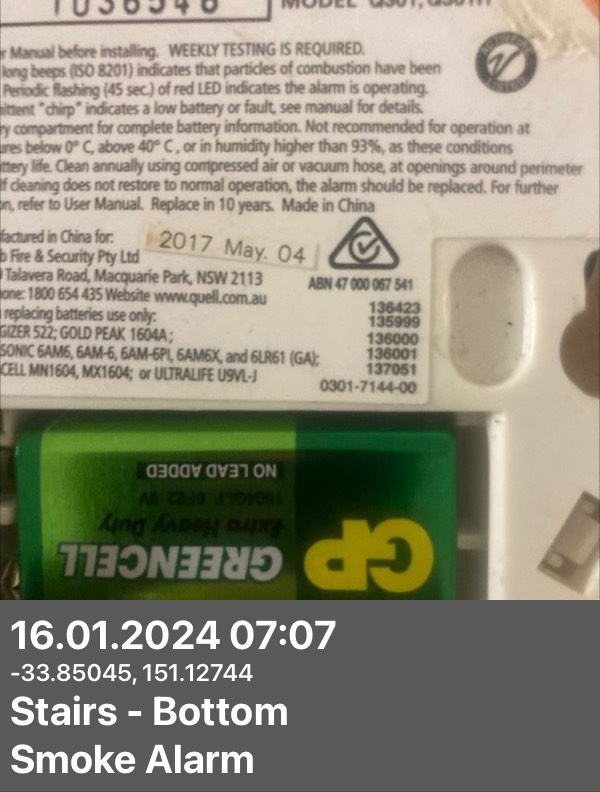 1036546
MODEL
r Manual before installing. WEEKLY TESTING IS REQUIRED.
long beeps (ISO 8201) indicates that particles of combustion have been
Periodic flashing (45 sec.) of red LED indicates the alarm is operating.
ittent "chirp" indicates a low battery or fault, see manual for details.
ry compartment for complete battery information. Not recommended for operation at
ures below 0° C, above 40° C, or in humidity higher than 93%, as these conditions
ttery life. Clean annually using compressed air or vacuum hose, at openings around perimeter
If cleaning does not restore to normal operation, the alarm should be replaced. For further
on, refer to User Manual. Replace in 10 years. Made in China
factured in China for:
b Fire & Security Pty Ltd
Talavera Road, Macquarie Park, NSW 2113
one: 1800 654 435 Website www.quell.com.au
replacing batteries use only:
GIZER 522; GOLD PEAK 1604A;
SONIC 6AM6, 6AM-6, 6AM-6PI, 6AM6X, and 6LR61 (GA);
CELL MN1604, MX1604; or ULTRALIFE U9VL-J
2017 May. 04
ABN 47 000 067 541
136423
135999
136000
136001
137051
0301-7144-00
NO LEAD ADDED
Extra Heavy Duty
GREENCELL
GP
16.01.2024 07:07
-33.85045, 151.12744
Stairs - Bottom
Smoke Alarm